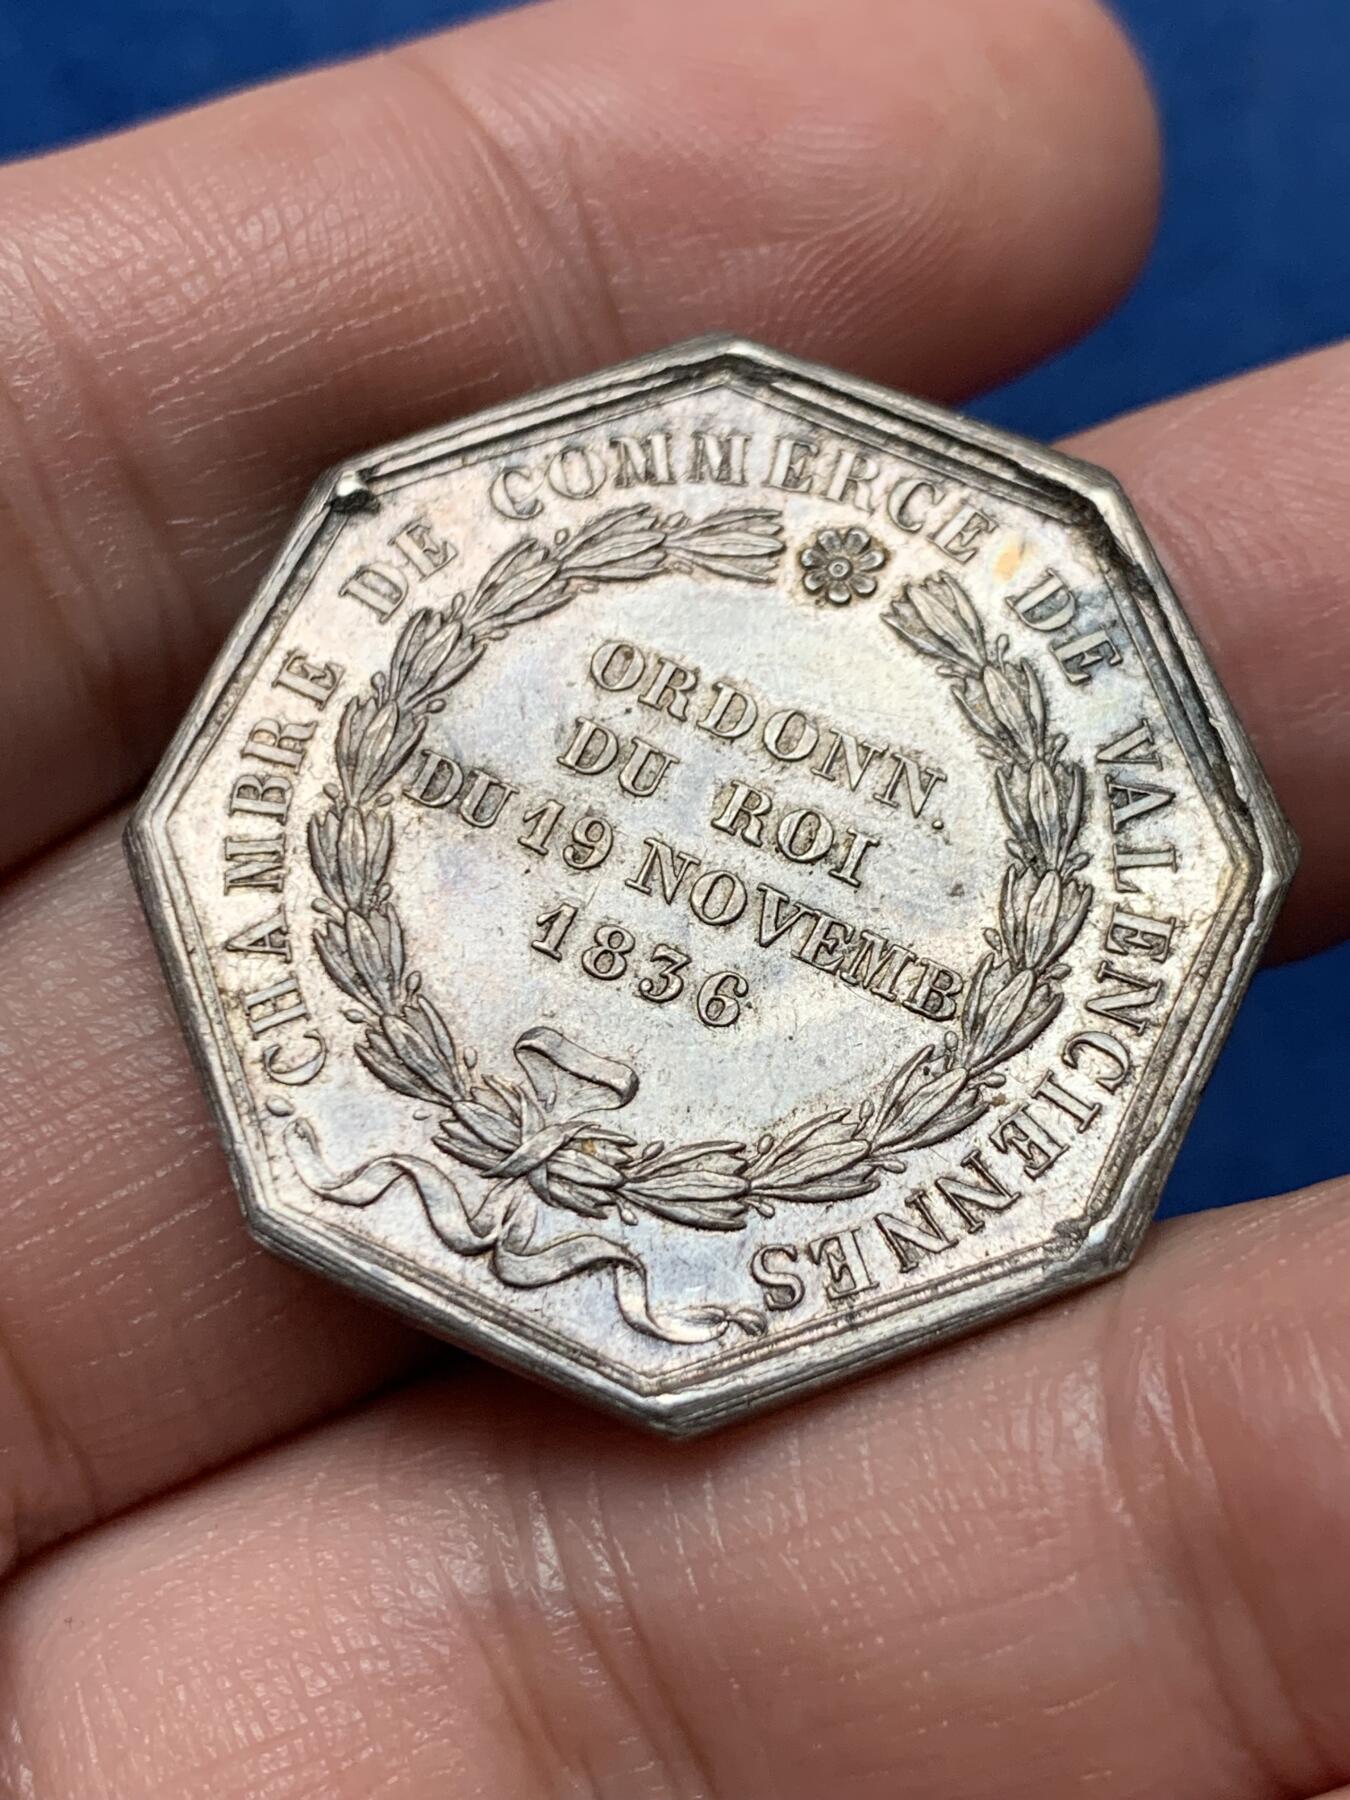 CHAMBRE DE COMMERCE DE VALENCIENNES
ORDONN.
DU ROI
DU 19 NOVEMB
1836